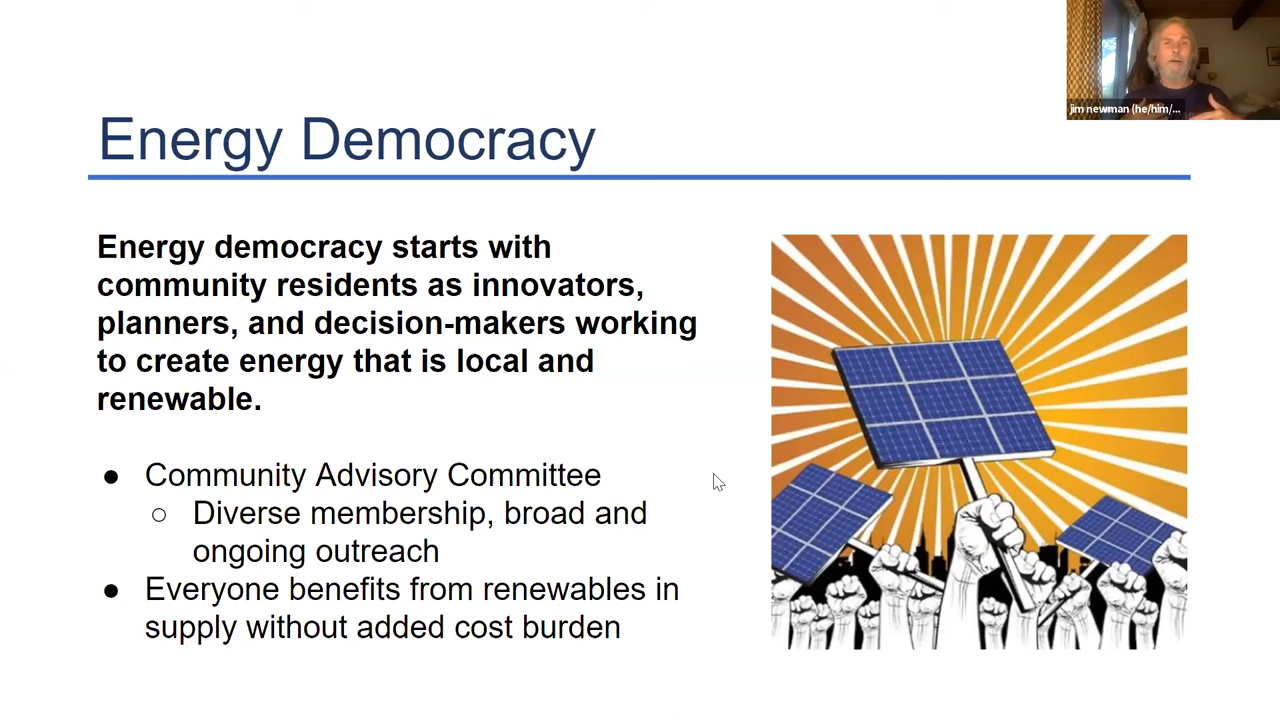 jim newman (he/him/...
Energy Democracy
Energy democracy starts with
community residents as innovators,
planners, and decision-makers working
to create energy that is local and
renewable.
● Community Advisory Committee
○ Diverse membership, broad and
ongoing outreach
● Everyone benefits from renewables in
supply without added cost burden